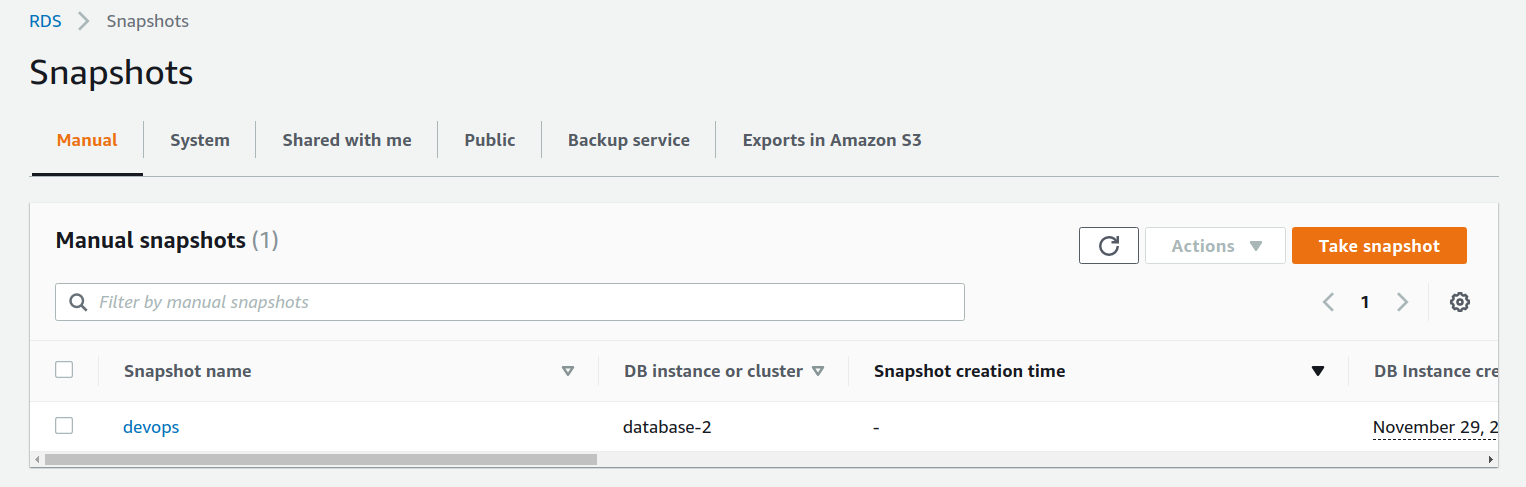 RDS > Snapshots
Snapshots
Manual System Shared with me Public Backup service Exports in Amazon S3
Manual snapshots (1)
Actions Take snapshot
Filter by manual snapshots
1
Snapshot name DB instance or cluster Snapshot creation time DB Instance cre
devops database-2 - November 29, 2